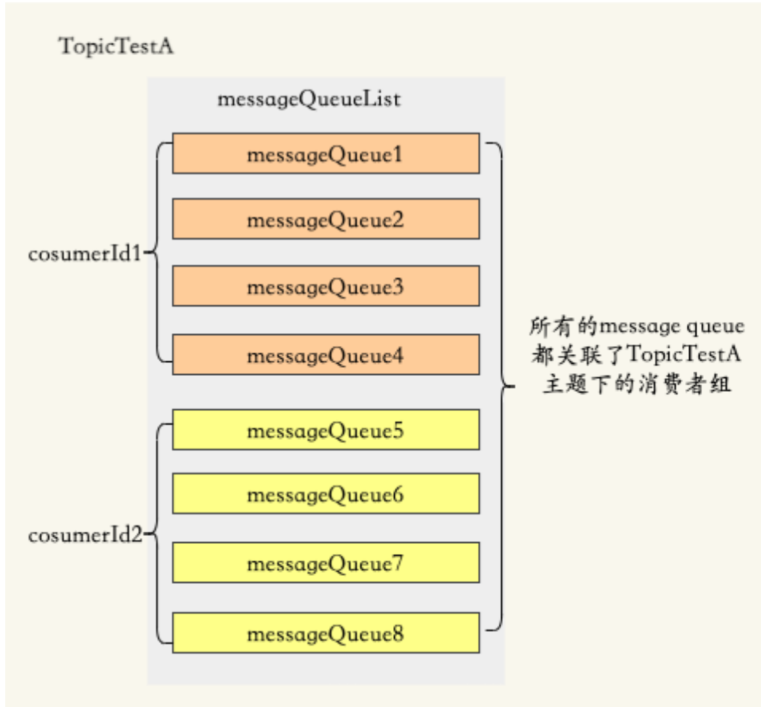 TopicTestA
messageQueueList
messageQueue1
messageQueue2
cosumerId1
messageQueue3
messageQueue4
所有的message queue
都关联了TopicTestA
主题下的消费者组
messageQueue5
messageQueue6
cosumerId2
messageQueue7
messageQueue8